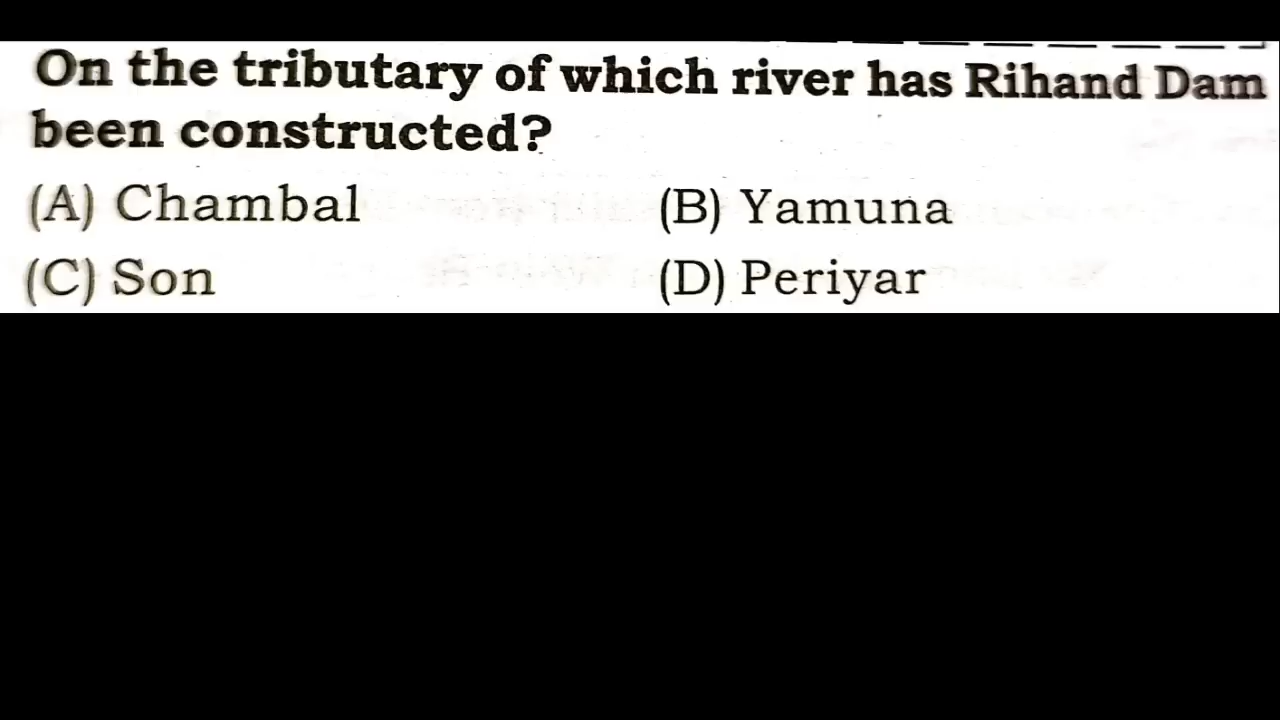 On the tributary of which river has Rihand Dam
been constructed?
(A) Chambal (B) Yamuna
(C) Son (D) Periyar